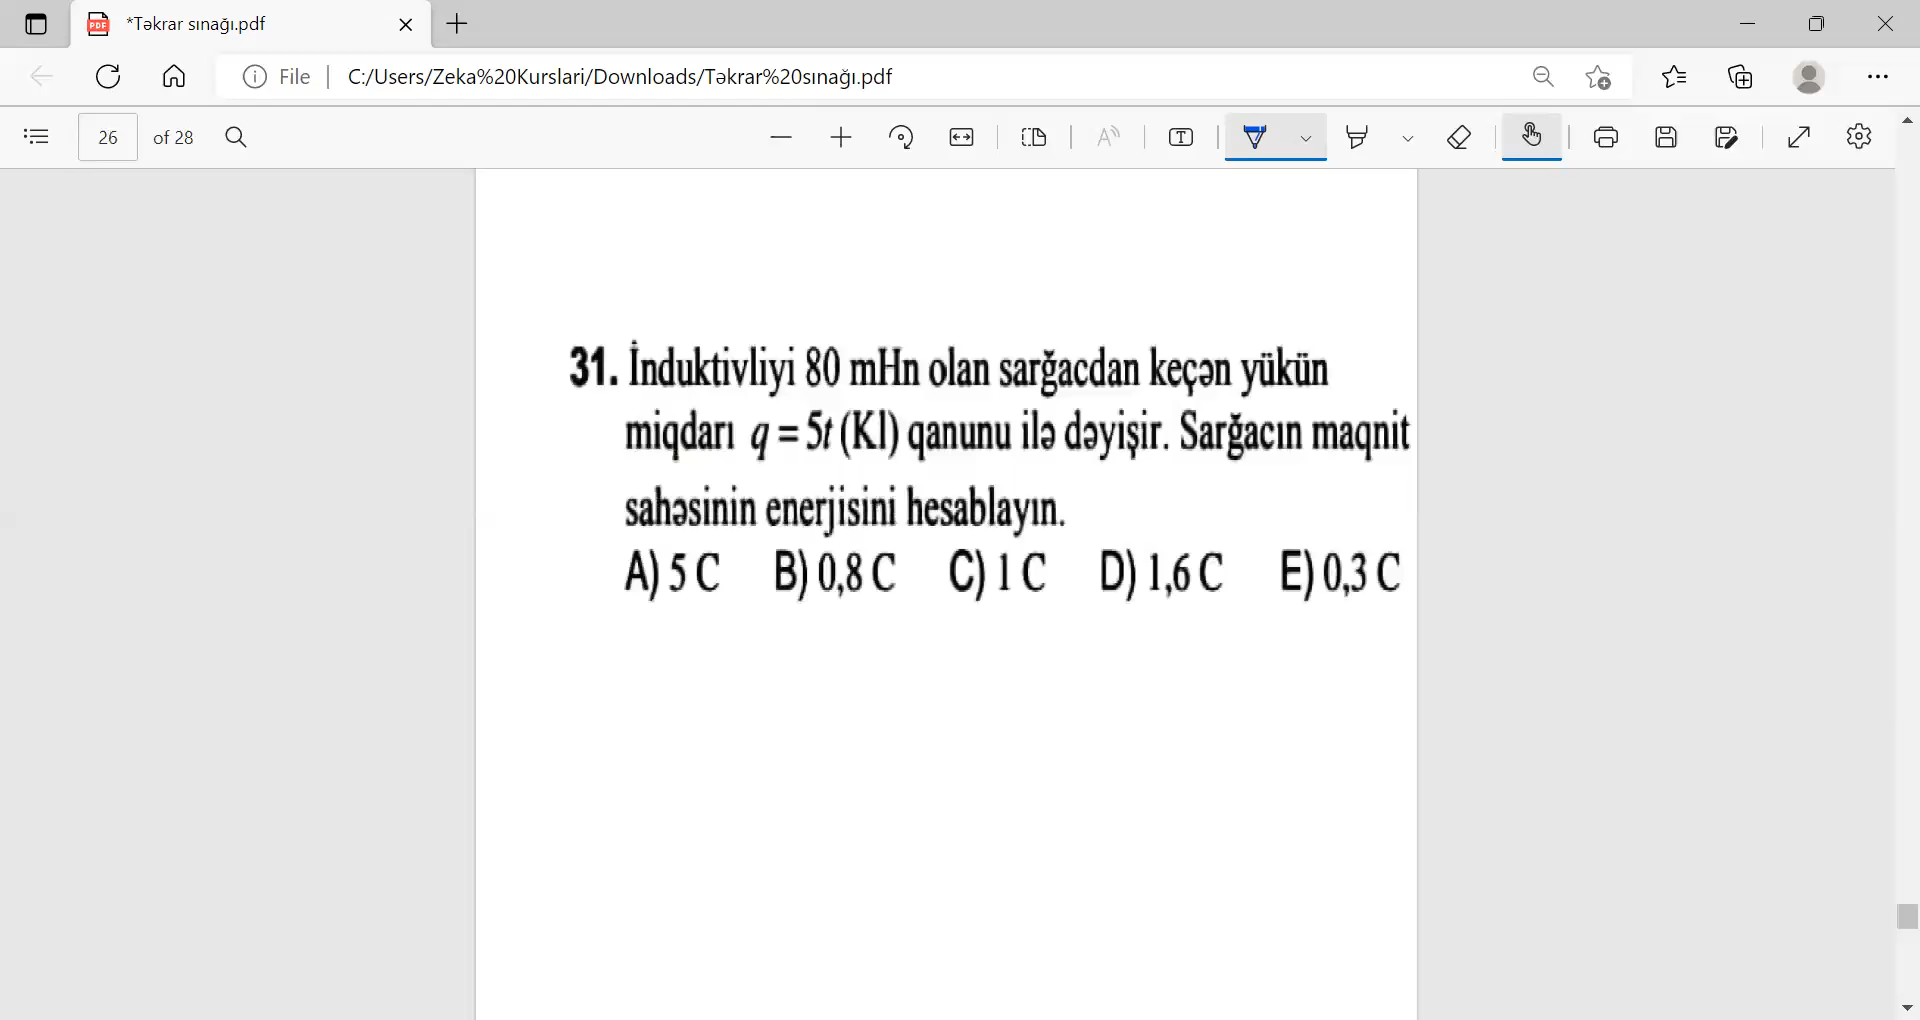 *Təkrar sınağı.pdf
File | C:/Users/Zeka%20Kurslari/Downloads/Təkrar%20sınağı.pdf
26 of 28
31. İnduktivliyi 80 mHn olan sarğacdan keçən yükün
miqdarı q = 5t (Kl) qanunu ilə dəyişir. Sarğacın maqnit
sahəsinin enerjisini hesablayın.
A) 5 C B) 0,8 C C) 1 C D) 1,6 C E) 0,3 C